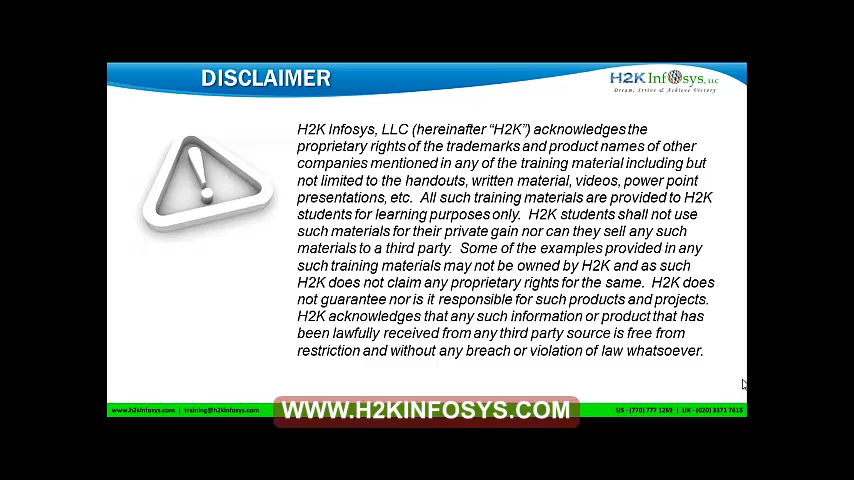 DISCLAIMER
H2K Infosys, LLC
Dream, Strive & Achieve Victory
H2K Infosys, LLC (hereinafter “H2K”) acknowledges the
proprietary rights of the trademarks and product names of other
companies mentioned in any of the training material including but
not limited to the handouts, written material, videos, power point
presentations, etc. All such training materials are provided to H2K
students for learning purposes only. H2K students shall not use
such materials for their private gain nor can they sell any such
materials to a third party. Some of the examples provided in any
such training materials may not be owned by H2K and as such
H2K does not claim any proprietary rights for the same. H2K does
not guarantee nor is it responsible for such products and projects.
H2K acknowledges that any such information or product that has
been lawfully received from any third party source is free from
restriction and without any breach or violation of law whatsoever.
www.h2kinfosys.com | training@h2kinfosys.com
WWW.H2KINFOSYS.COM
US - (770) 777 1269 | UK - (020) 3371 7615